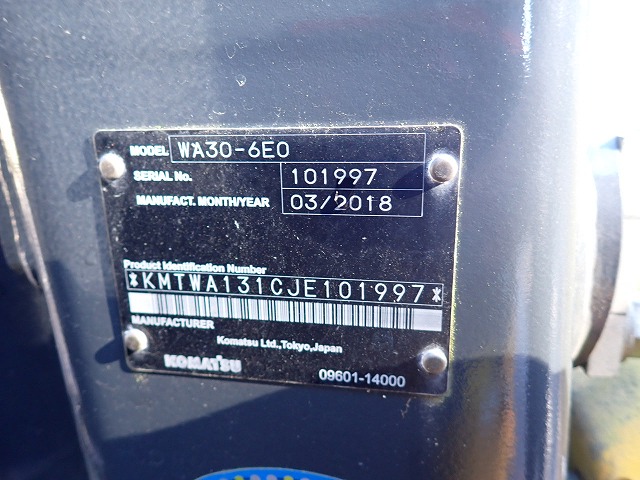 MODEL WA30-6E0
SERIAL No. 101997
MANUFACT. MONTH/YEAR 03/2018
Product Identification Number
*KMTWA131CJE101997*
MANUFACTURER
Komatsu Ltd.,Tokyo,Japan
KOMATSU
09601-14000